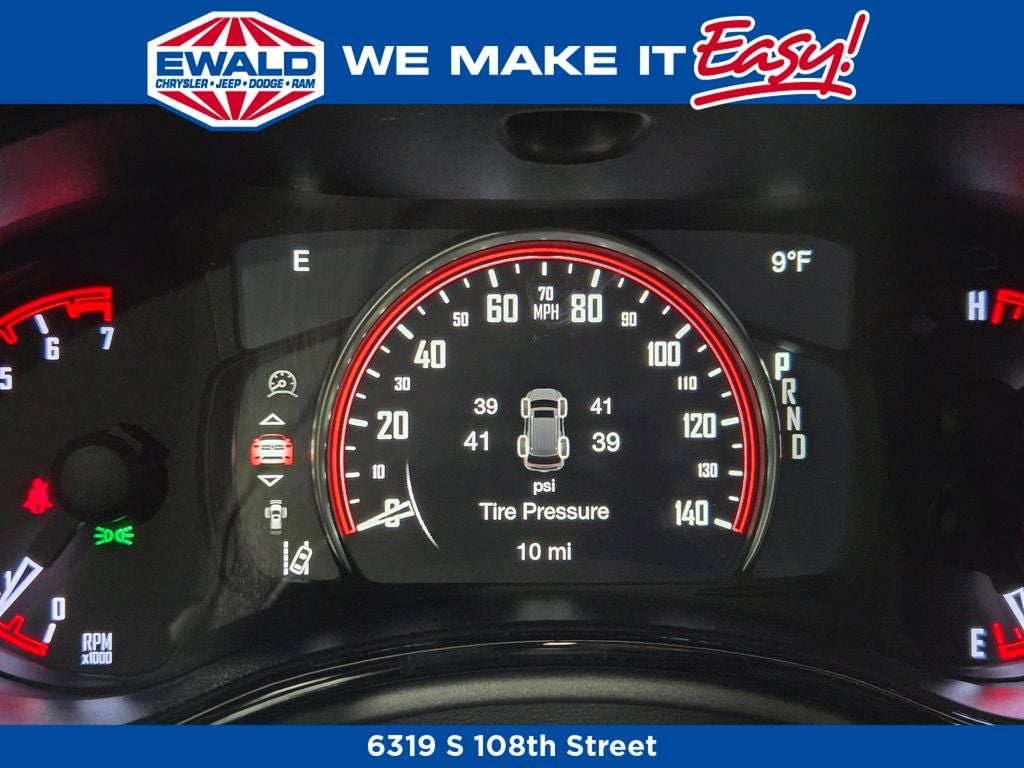 EWALD
CHRYSLER • JEEP • DODGE • RAM
WE MAKE IT Easy!
E
9°F
70
MPH
60
80
50
90
40
100
30
110
20
120
10
130
0
140
5
6
7
H
P
R
N
D
39
41
41
39
psi
Tire Pressure
10 mi
0
RPM
x1000
E
6319 S 108th Street